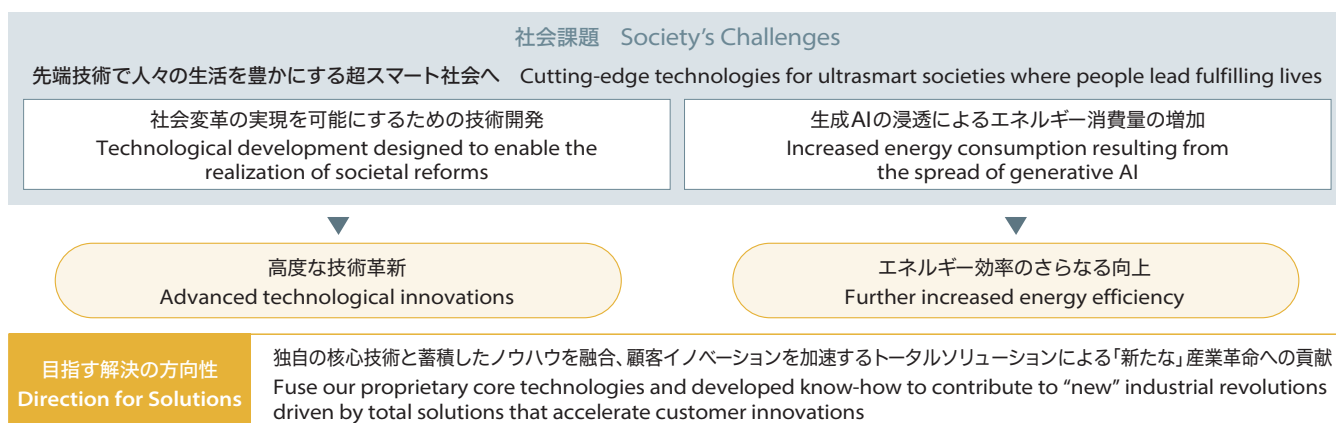 社会課題 Society's Challenges
先端技術で人々の生活を豊かにする超スマート社会へ Cutting-edge technologies for ultrasmart societies where people lead fulfilling lives
社会変革の実現を可能にするための技術開発
Technological development designed to enable the
realization of societal reforms
生成AIの浸透によるエネルギー消費量の増加
Increased energy consumption resulting from
the spread of generative AI
高度な技術革新
Advanced technological innovations
エネルギー効率のさらなる向上
Further increased energy efficiency
目指す解決の方向性
Direction for Solutions
独自の核心技術と蓄積したノウハウを融合、顧客イノベーションを加速するトータルソリューションによる「新たな」産業革命への貢献
Fuse our proprietary core technologies and developed know-how to contribute to “new” industrial revolutions
driven by total solutions that accelerate customer innovations